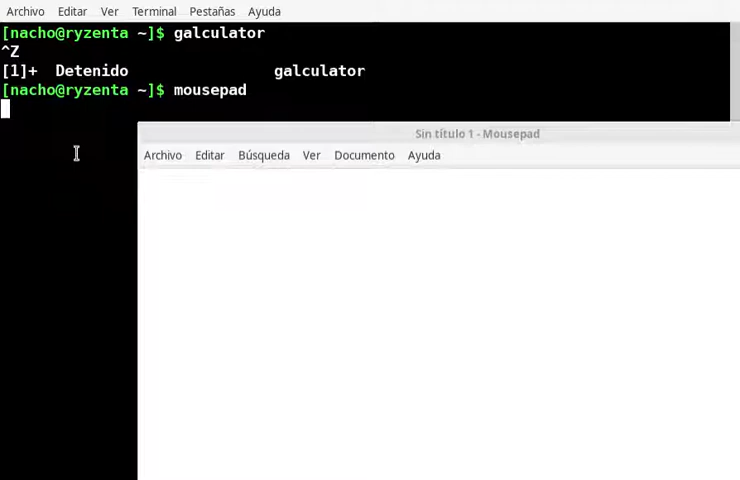 Archivo Editar Ver Terminal Pestañas Ayuda
[nacho@ryzenta ~]$ galculator
^Z
[1]+ Detenido galculator
[nacho@ryzenta ~]$ mousepad
Sin título 1 - Mousepad
Archivo Editar Búsqueda Ver Documento Ayuda